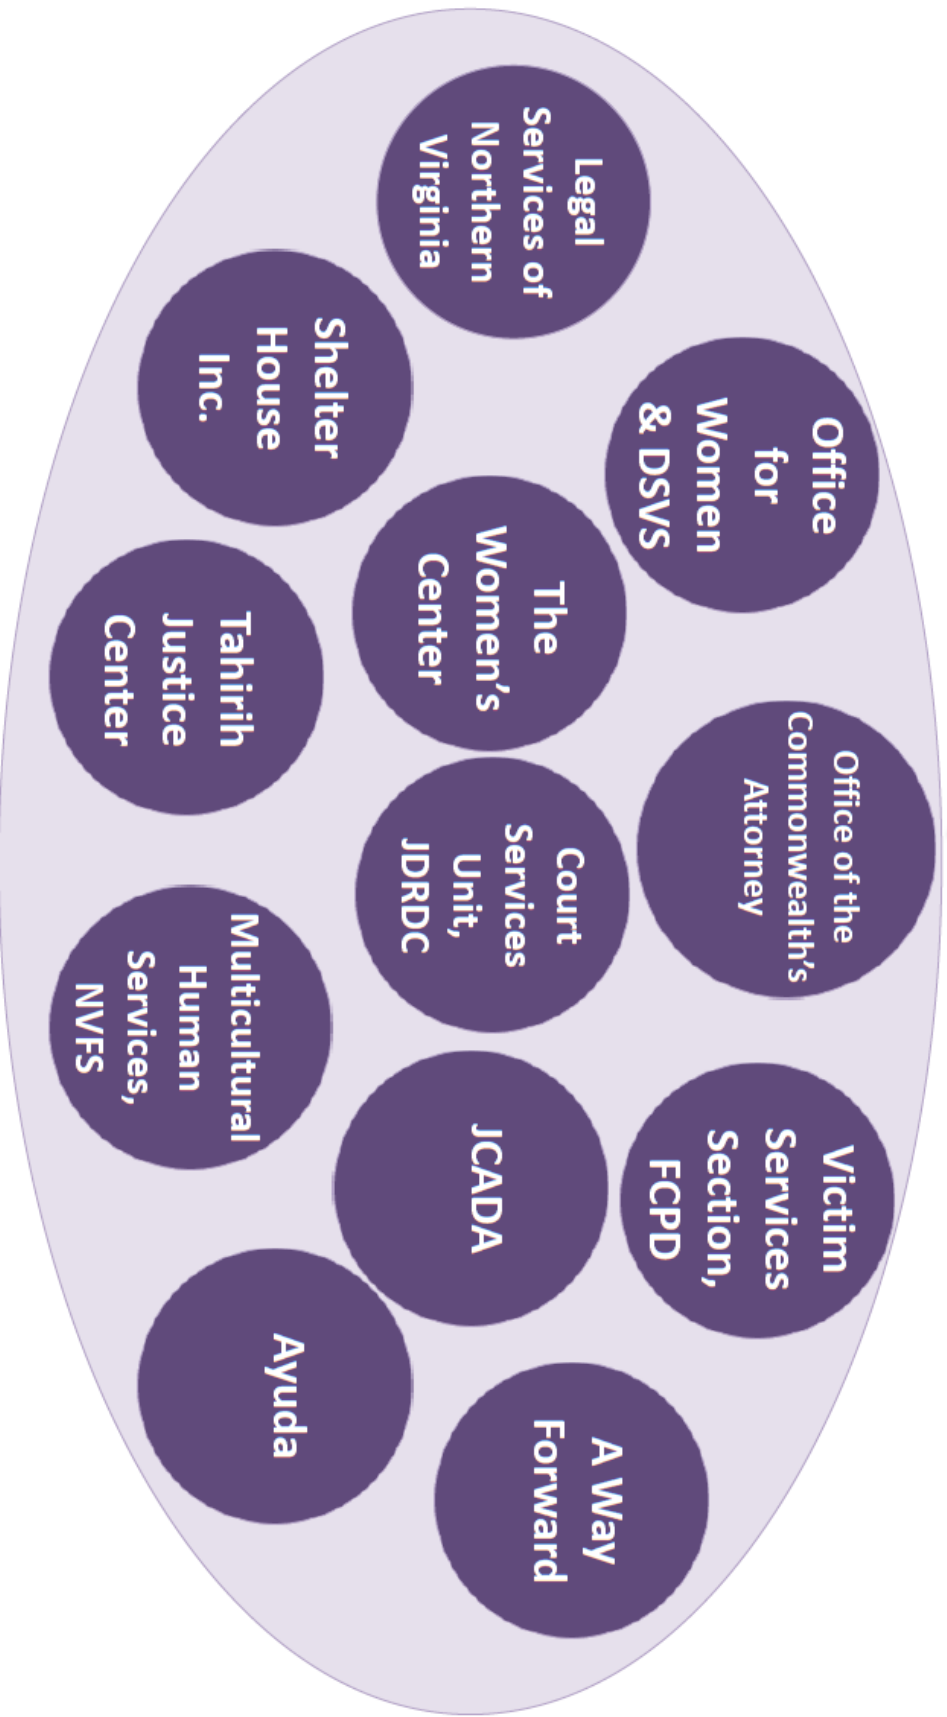 Office
for
Women
& DSVS
Office of the
Commonwealth’s
Attorney
Victim
Services
Section,
FCPD
Legal
Services of
Northern
Virginia
The
Women’s
Center
Court
Services
Unit,
JDRDC
JCADA
A Way
Forward
Shelter
House
Inc.
Tahirih
Justice
Center
Multicultural
Human
Services,
NVFS
Ayuda